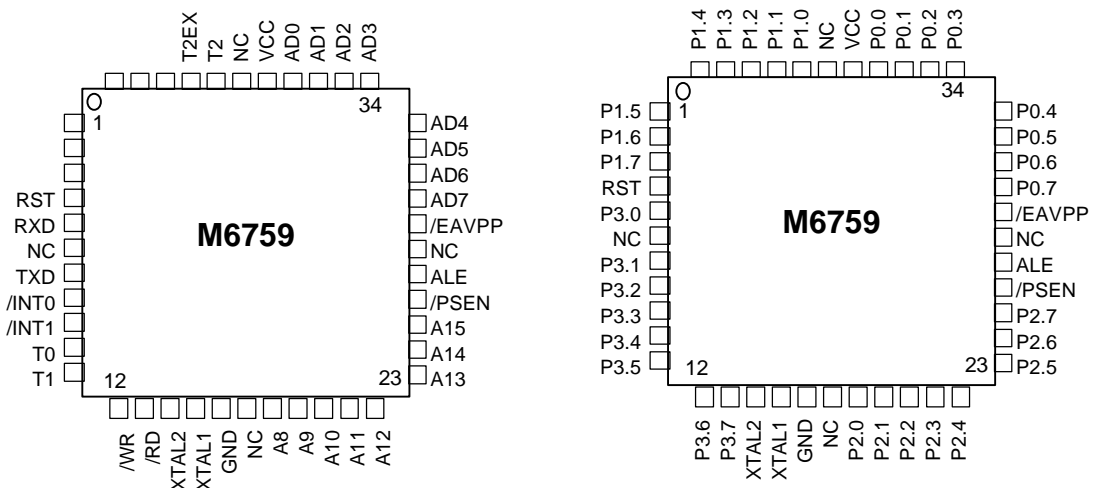 T2EX
T2
NC
VCC
AD0
AD1
AD2
AD3
34
1
AD4
AD5
AD6
AD7
/EAVPP
NC
ALE
/PSEN
A15
A14
A13
RST
RXD
NC
TXD
/INT0
/INT1
T0
T1
M6759
12
23
/WR
/RD
XTAL2
XTAL1
GND
NC
A8
A9
A10
A11
A12
P1.4
P1.3
P1.2
P1.1
P1.0
NC
VCC
P0.0
P0.1
P0.2
P0.3
34
1
P1.5
P1.6
P1.7
RST
P3.0
NC
P3.1
P3.2
P3.3
P3.4
P3.5
M6759
P0.4
P0.5
P0.6
P0.7
/EAVPP
NC
ALE
/PSEN
P2.7
P2.6
P2.5
12
23
P3.6
P3.7
XTAL2
XTAL1
GND
NC
P2.0
P2.1
P2.2
P2.3
P2.4